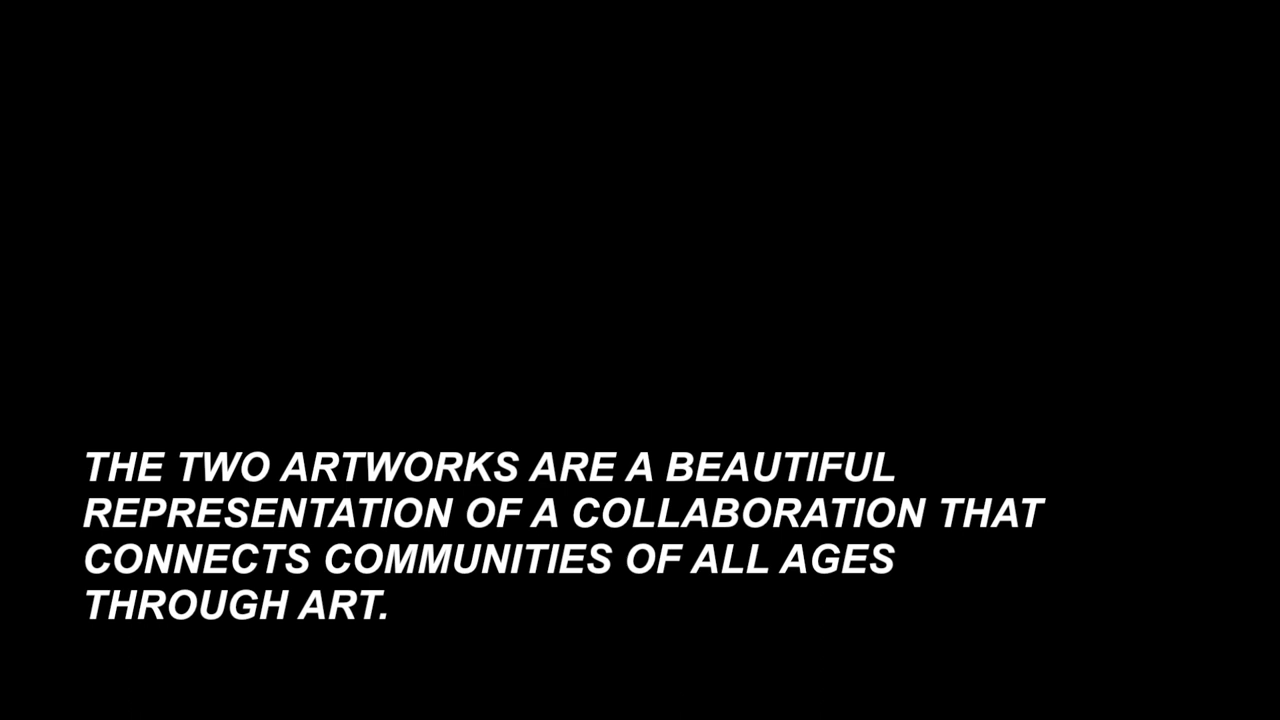 THE TWO ARTWORKS ARE A BEAUTIFUL
REPRESENTATION OF A COLLABORATION THAT
CONNECTS COMMUNITIES OF ALL AGES
THROUGH ART.